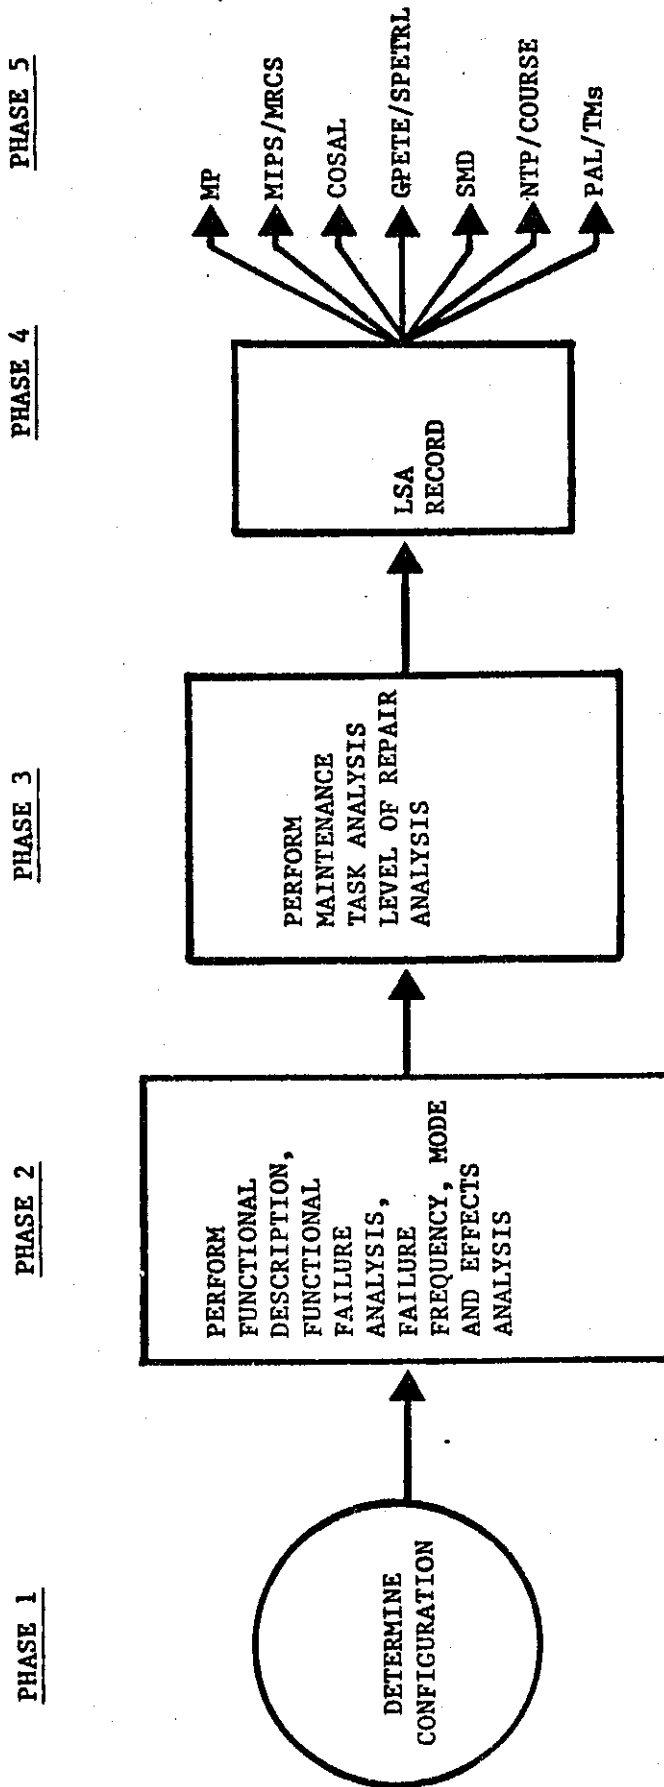 PHASE 1
DETERMINE
CONFIGURATION
PHASE 2
PERFORM
FUNCTIONAL
DESCRIPTION,
FUNCTIONAL
FAILURE
ANALYSIS,
FAILURE
FREQUENCY, MODE
AND EFFECTS
ANALYSIS
PHASE 3
PERFORM
MAINTENANCE
TASK ANALYSIS
LEVEL OF REPAIR
ANALYSIS
PHASE 4
LSA
RECORD
PHASE 5
MP
MIPS/MRCS
COSAL
GPETE/SPETRL
SMD
NTP/COURSE
PAL/TMs